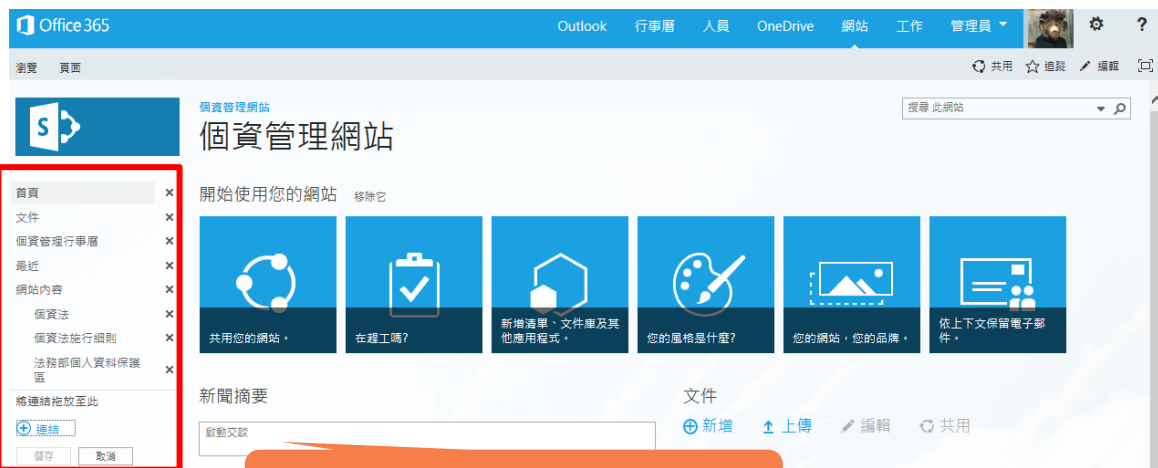 Office 365
Outlook 行事曆 人員 OneDrive 網站 工作 管理員 ?
瀏覽 頁面
共用 追蹤 編輯
S
個資管理網站
個資管理網站
搜尋 此網站
首頁
文件
個資管理行事曆
最近
網站內容
個資法
個資法施行細則
法務部個人資料保護
區
將連結拖放至此
連結
儲存 取消
開始使用您的網站 移除它
共用您的網站。
在趕工嗎?
新增清單、文件庫及其
他應用程式。
您的風格是什麼?
您的網站，您的品牌。
依上下文保留電子郵
件。
新聞摘要
啟動交談
文件
新增 上傳 編輯 共用